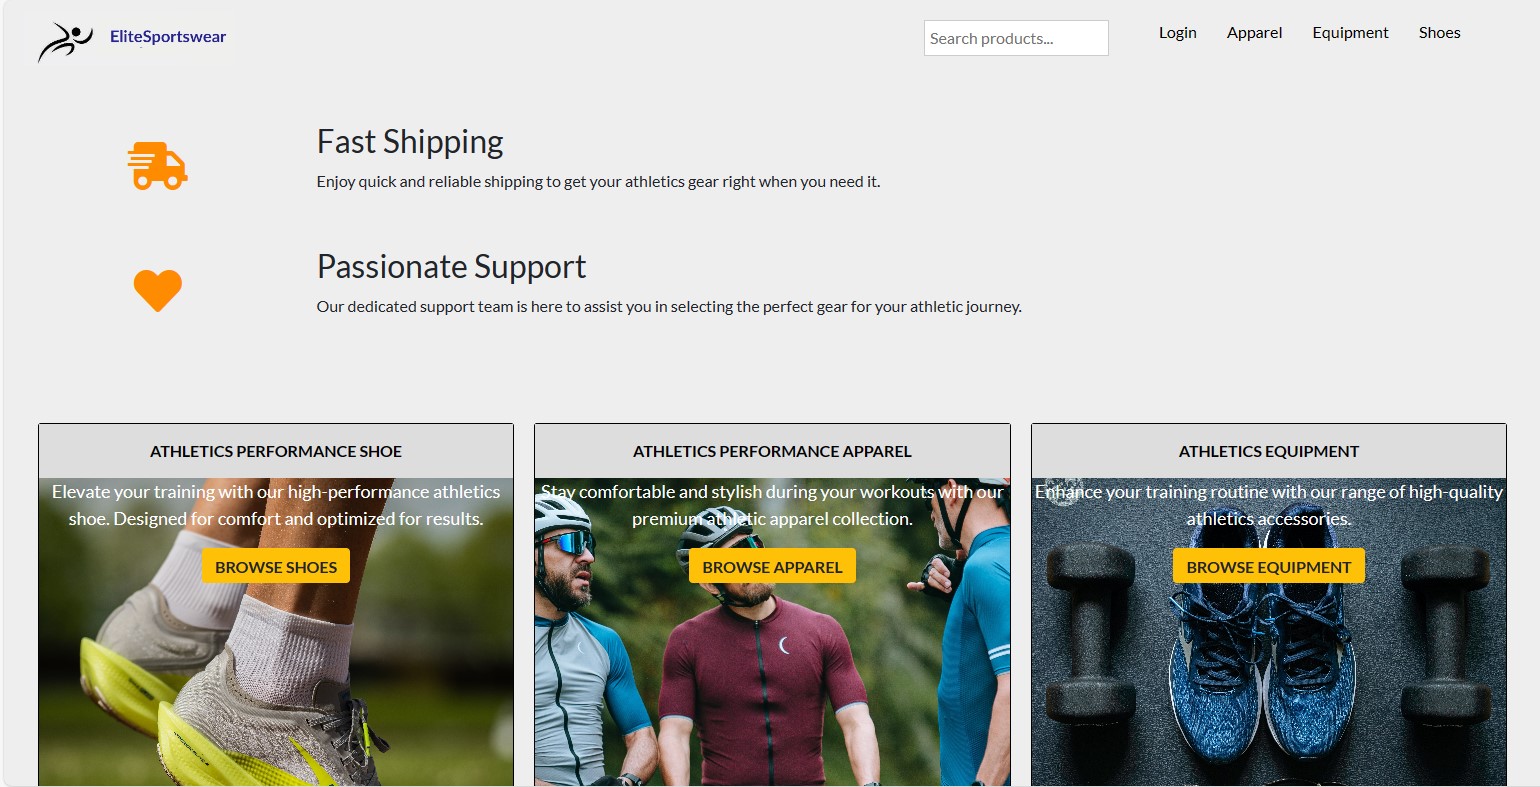 EliteSportswear
Search products...
Login Apparel Equipment Shoes
Fast Shipping
Enjoy quick and reliable shipping to get your athletics gear right when you need it.
Passionate Support
Our dedicated support team is here to assist you in selecting the perfect gear for your athletic journey.
ATHLETICS PERFORMANCE SHOE
Elevate your training with our high-performance athletics
shoe. Designed for comfort and optimized for results.
BROWSE SHOES
ATHLETICS PERFORMANCE APPAREL
Stay comfortable and stylish during your workouts with our
premium athletic apparel collection.
BROWSE APPAREL
ATHLETICS EQUIPMENT
Enhance your training routine with our range of high-quality
athletics accessories.
BROWSE EQUIPMENT